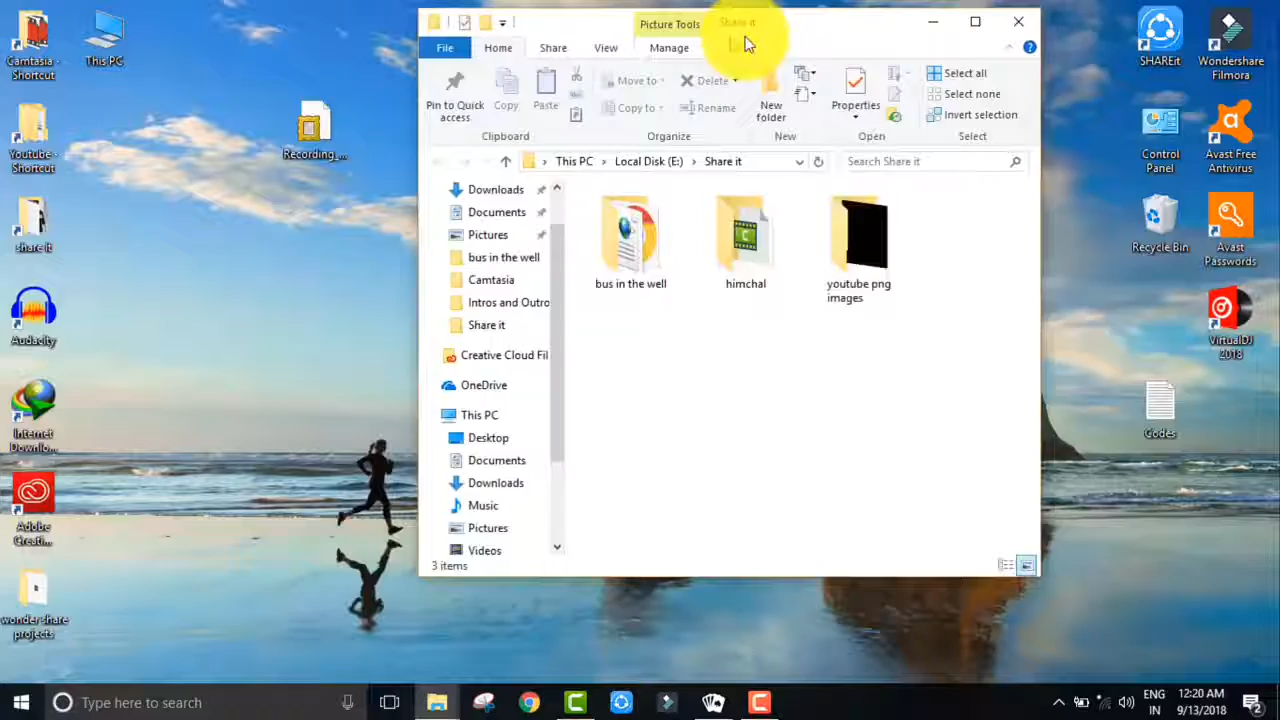 Camtasia -
Shortcut
This PC
Recording_...
Youtube -
Shortcut
share it
Audacity
Internet
Downlo...
Adobe
Creati...
wonder share
projects
Picture Tools
Share it
File
Home
Share
View
Manage
Pin to Quick
access
Copy
Paste
Clipboard
Move to
Copy to
Delete
Rename
Organize
New
folder
New
Properties
Open
Select all
Select none
Invert selection
Select
This PC > Local Disk (E:) > Share it
Search Share it
Downloads
Documents
Pictures
bus in the well
Camtasia
Intros and Outro
Share it
Creative Cloud Fil
OneDrive
This PC
Desktop
Documents
Downloads
Music
Pictures
Videos
bus in the well
himchal
youtube png
images
3 items
SHAREit
Wondershare
Filmora
Control
Panel
Avast Free
Antivirus
Recycle Bin
Avast
Passwords
VirtualDJ
2018
Codes
Type here to search
ENG
IN
12:20 AM
9/13/2018
2